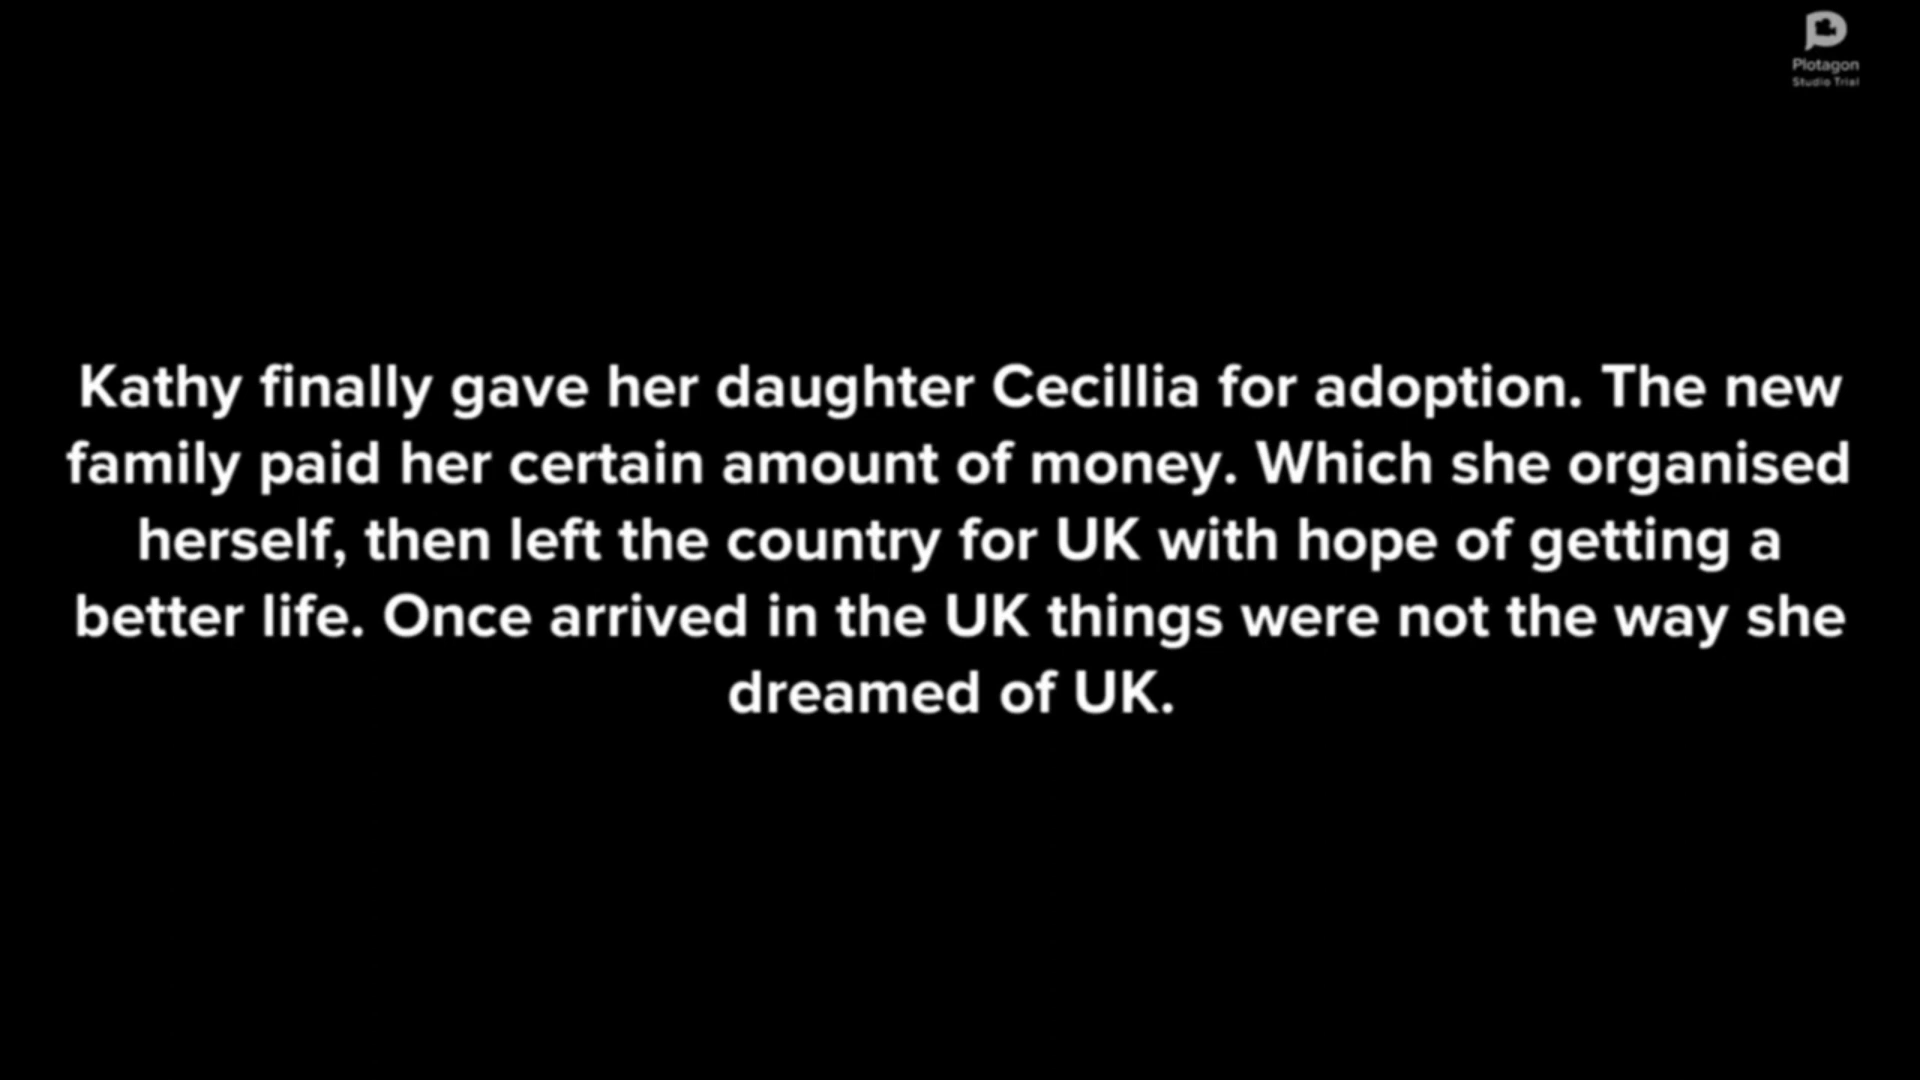 Plotagon
Studio Trial
Kathy finally gave her daughter Cecillia for adoption. The new
family paid her certain amount of money. Which she organised
herself, then left the country for UK with hope of getting a
better life. Once arrived in the UK things were not the way she
dreamed of UK.